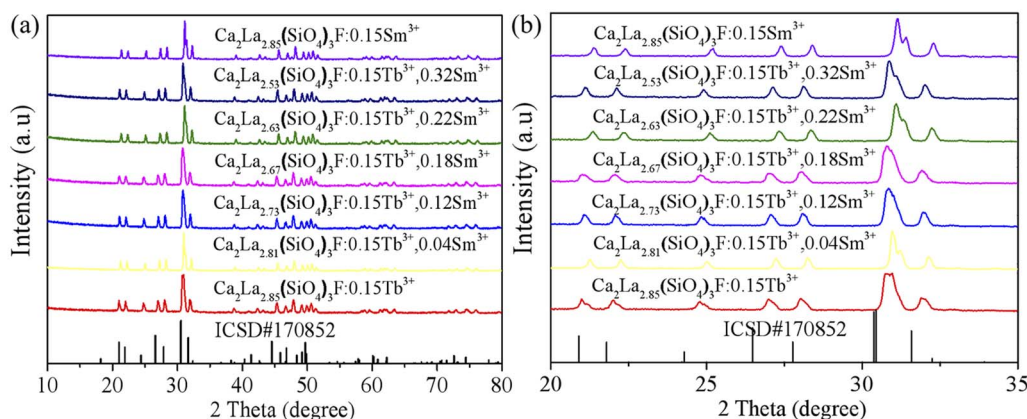 (a)
Intensity (a.u)
Ca₂La₂.₈₅(SiO₄)₃F:0.15Sm³⁺
Ca₂La₂.₅₃(SiO₄)₃F:0.15Tb³⁺,0.32Sm³⁺
Ca₂La₂.₆₃(SiO₄)₃F:0.15Tb³⁺,0.22Sm³⁺
Ca₂La₂.₆₇(SiO₄)₃F:0.15Tb³⁺,0.18Sm³⁺
Ca₂La₂.₇₃(SiO₄)₃F:0.15Tb³⁺,0.12Sm³⁺
Ca₂La₂.₈₁(SiO₄)₃F:0.15Tb³⁺,0.04Sm³⁺
Ca₂La₂.₈₅(SiO₄)₃F:0.15Tb³⁺
ICSD#170852
10 20 30 40 50 60 70 80
2 Theta (degree)
(b)
Intensity (a.u)
Ca₂La₂.₈₅(SiO₄)₃F:0.15Sm³⁺
Ca₂La₂.₅₃(SiO₄)₃F:0.15Tb³⁺,0.32Sm³⁺
Ca₂La₂.₆₃(SiO₄)₃F:0.15Tb³⁺,0.22Sm³⁺
Ca₂La₂.₆₇(SiO₄)₃F:0.15Tb³⁺,0.18Sm³⁺
Ca₂La₂.₇₃(SiO₄)₃F:0.15Tb³⁺,0.12Sm³⁺
Ca₂La₂.₈₁(SiO₄)₃F:0.15Tb³⁺,0.04Sm³⁺
Ca₂La₂.₈₅(SiO₄)₃F:0.15Tb³⁺
ICSD#170852
20 25 30 35
2 Theta (degree)